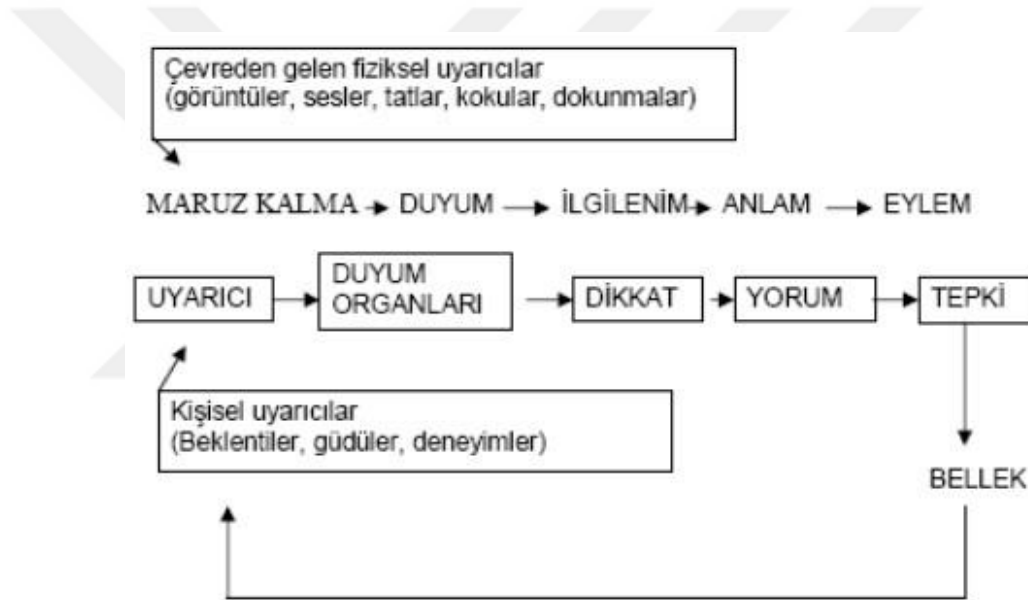 Çevreden gelen fiziksel uyarıcılar
(görüntüler, sesler, tatlar, kokular, dokunmalar)
MARUZ KALMA DUYUM İLGİLENİM ANLAM EYLEM
UYARICI DUYUM ORGANLARI DİKKAT YORUM TEPKİ
Kişisel uyarıcılar
(Beklentiler, güdüler, deneyimler)
BELLEK